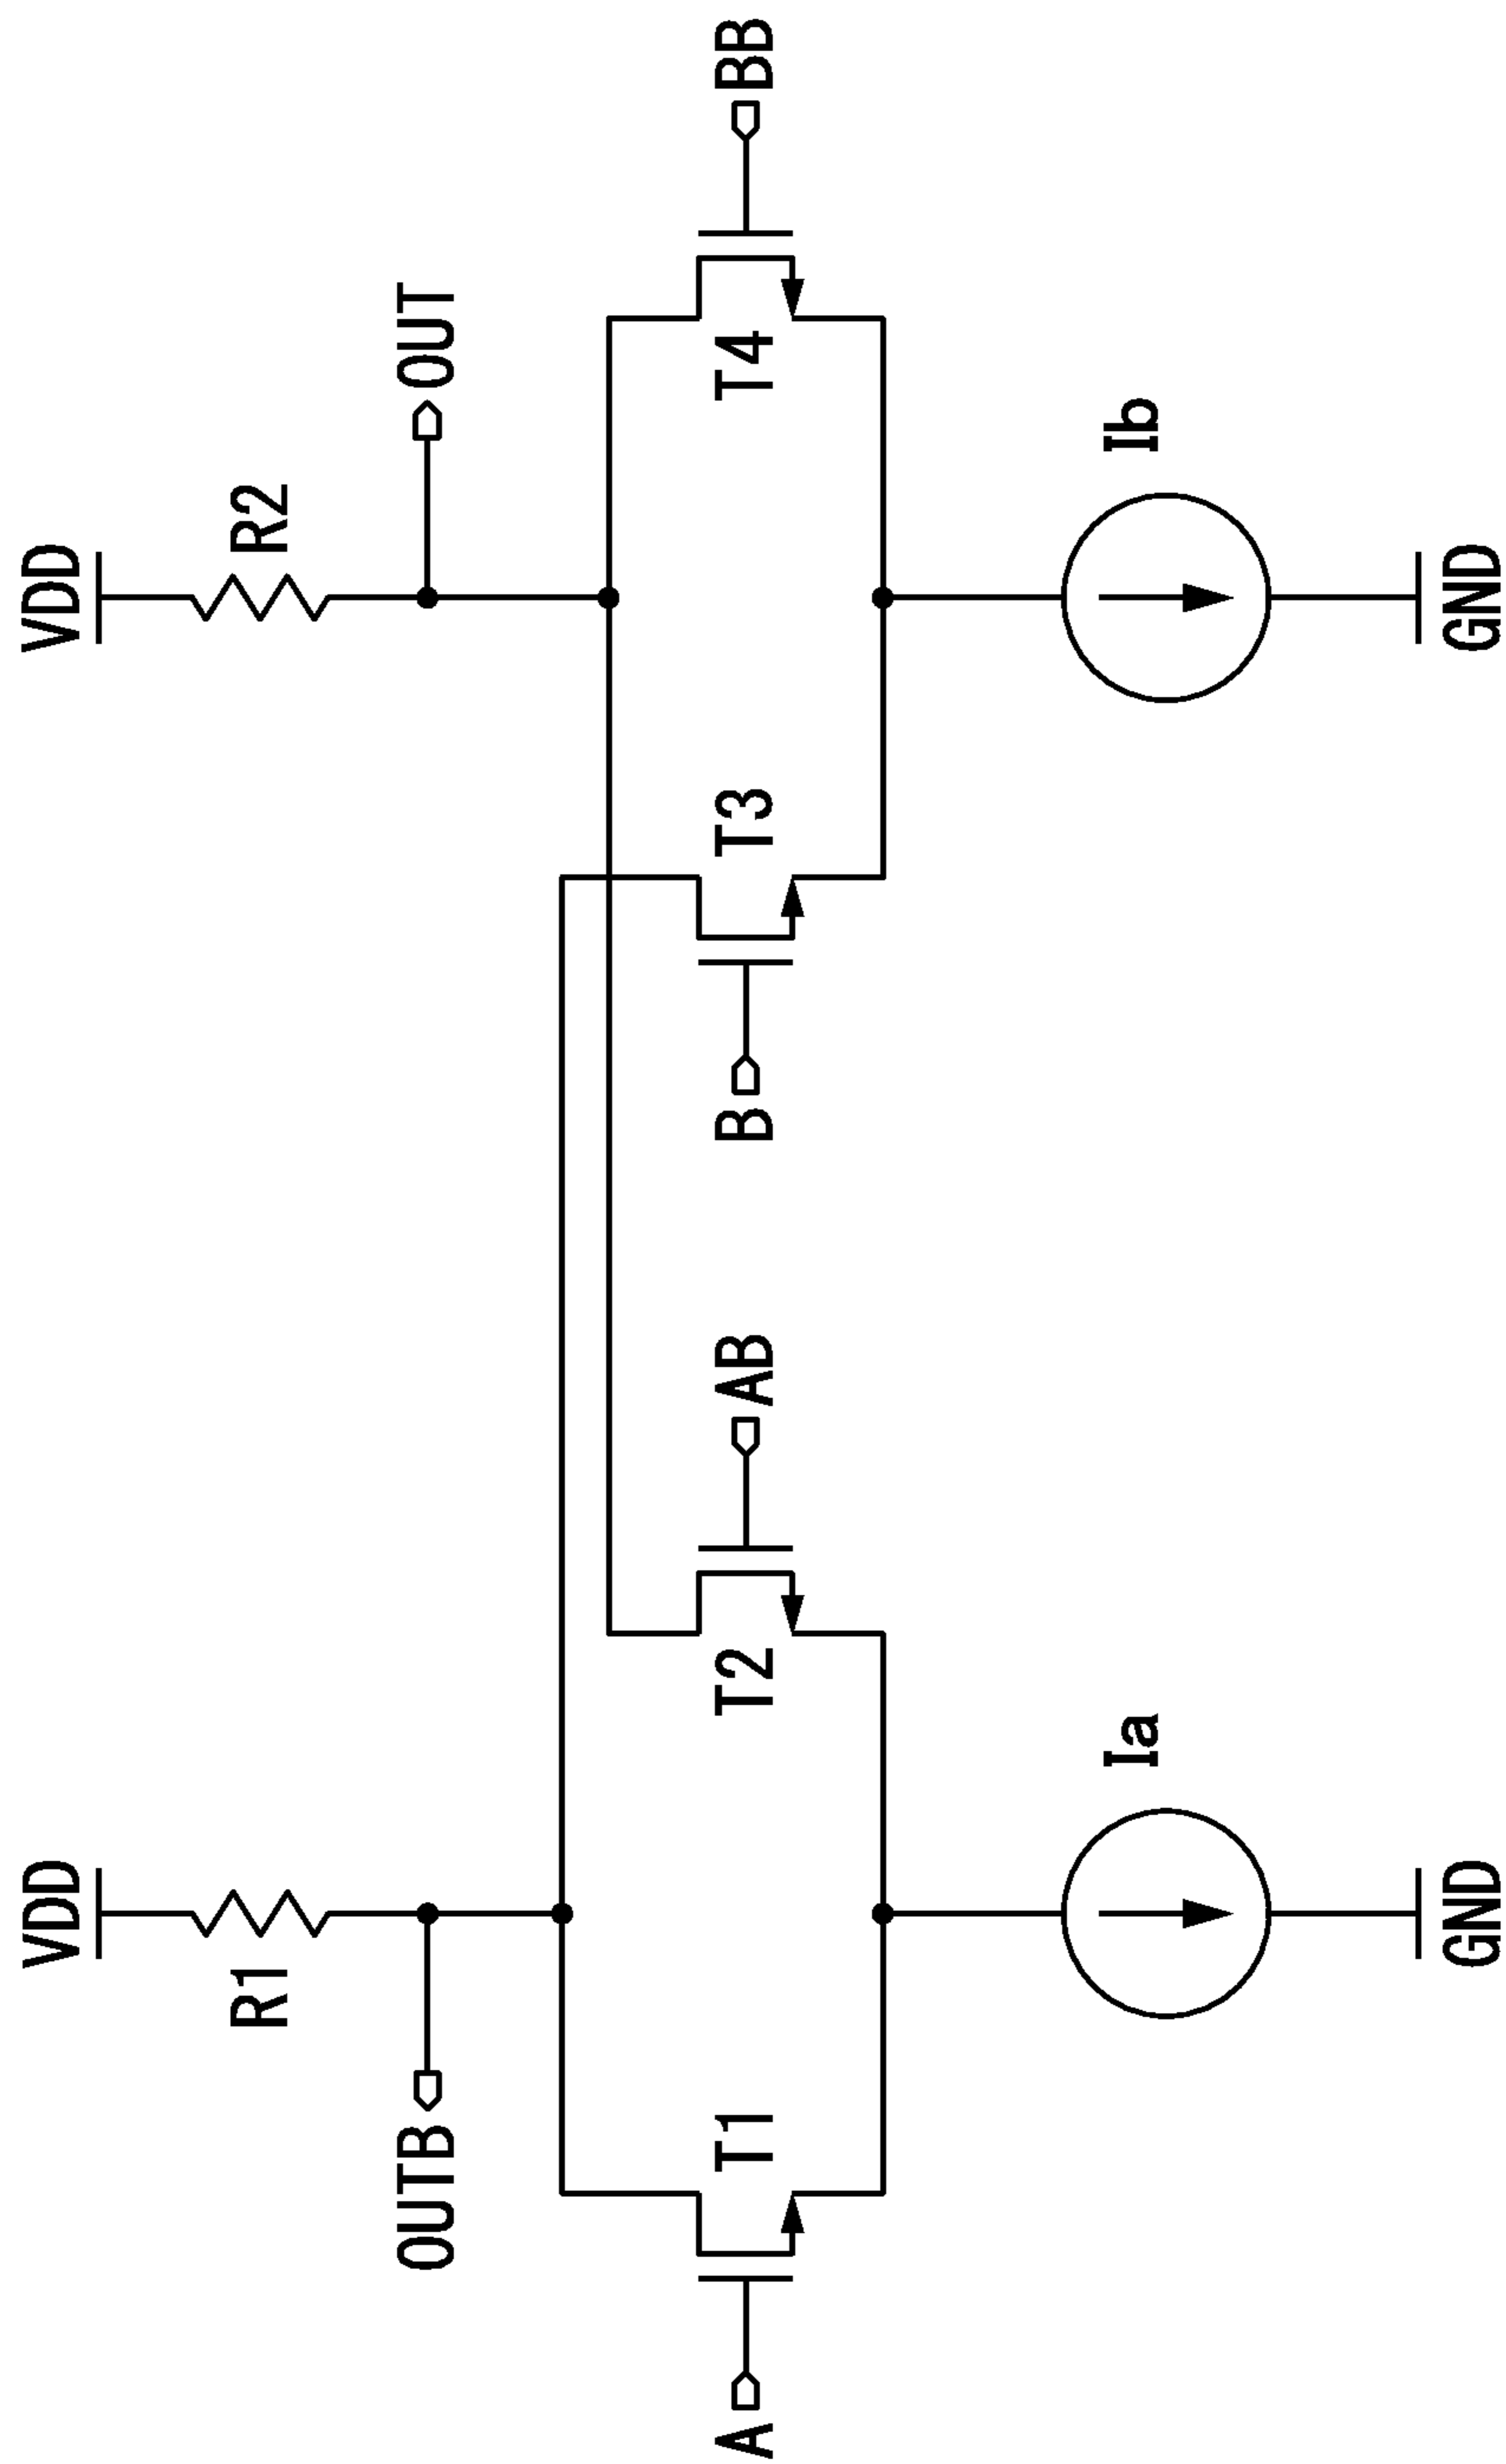 VDD
VDD
R1
R2
OUTB
OUT
A
T1
T2
AB
B
T3
T4
BB
Ia
Ib
GND
GND